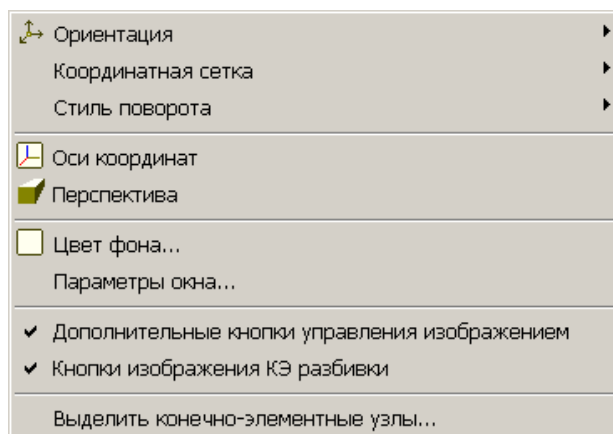 Ориентация
Координатная сетка
Стиль поворота
Оси координат
Перспектива
Цвет фона...
Параметры окна...
Дополнительные кнопки управления изображением
Кнопки изображения КЭ разбивки
Выделить конечно-элементные узлы...